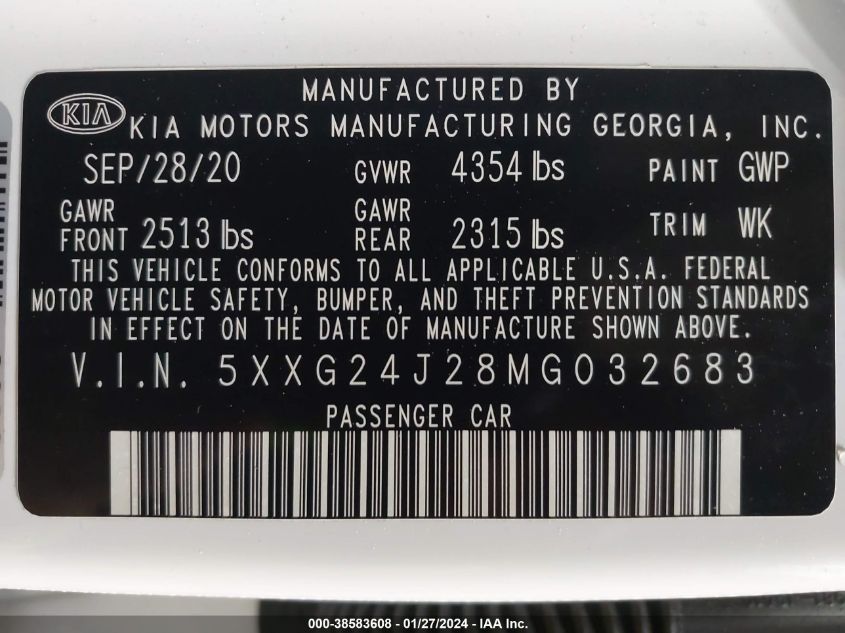 MANUFACTURED BY
KIA KIA MOTORS MANUFACTURING GEORGIA, INC.
SEP/28/20 GVWR 4354 lbs PAINT GWP
GAWR FRONT 2513 lbs GAWR REAR 2315 lbs TRIM WK
THIS VEHICLE CONFORMS TO ALL APPLICABLE U.S.A. FEDERAL
MOTOR VEHICLE SAFETY, BUMPER, AND THEFT PREVENTION STANDARDS
IN EFFECT ON THE DATE OF MANUFACTURE SHOWN ABOVE.
V.I.N. 5XXG24J28MG032683
PASSENGER CAR
000-38583608 - 01/27/2024 - IAA Inc.